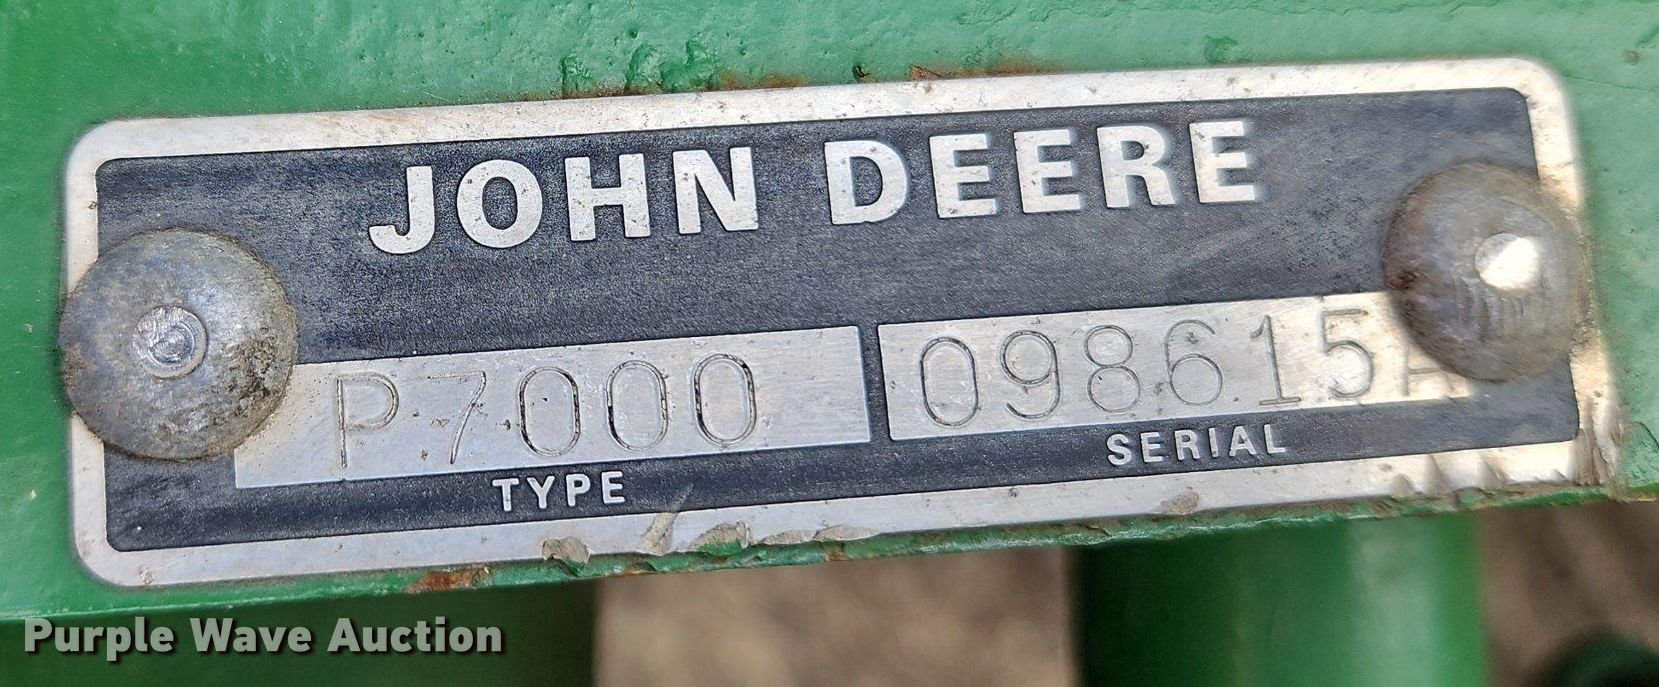 JOHN DEERE
P7000 098615A
TYPE SERIAL
Purple Wave Auction